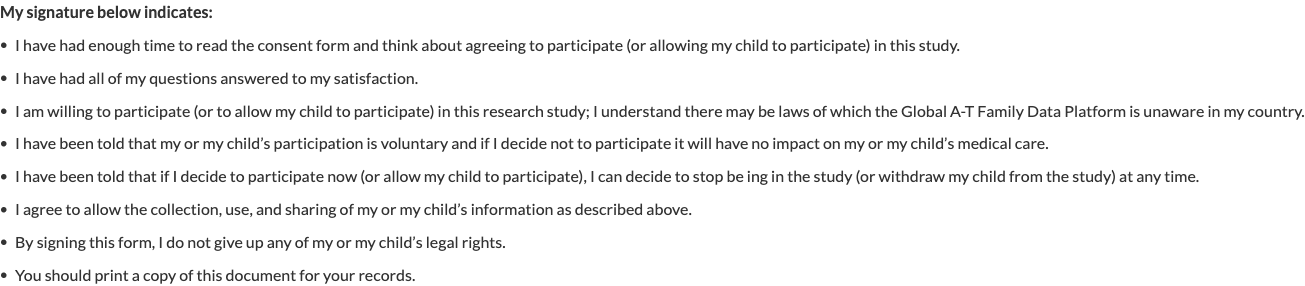 My signature below indicates:
• I have had enough time to read the consent form and think about agreeing to participate (or allowing my child to participate) in this study.
• I have had all of my questions answered to my satisfaction.
• I am willing to participate (or to allow my child to participate) in this research study; I understand there may be laws of which the Global A-T Family Data Platform is unaware in my country.
• I have been told that my or my child's participation is voluntary and if I decide not to participate it will have no impact on my or my child's medical care.
• I have been told that if I decide to participate now (or allow my child to participate), I can decide to stop be ing in the study (or withdraw my child from the study) at any time.
• I agree to allow the collection, use, and sharing of my or my child's information as described above.
• By signing this form, I do not give up any of my or my child's legal rights.
• You should print a copy of this document for your records.